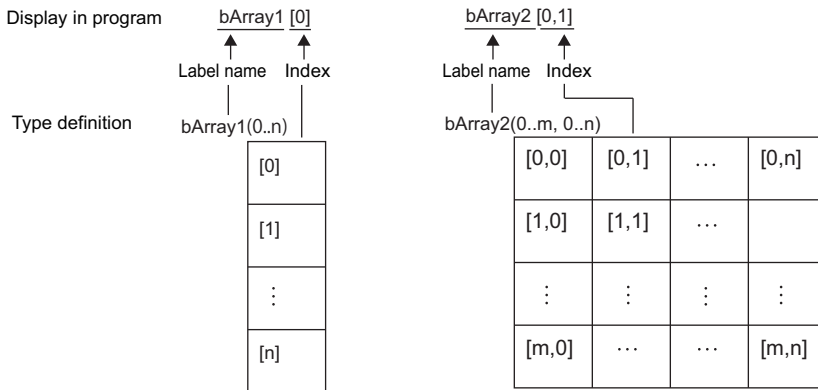 Display in program bArray1 [0] bArray2 [0,1]
Label name Index Label name Index
Type definition bArray1(0..n) bArray2(0..m, 0..n)
[0] [0,0] [0,1] ... [0,n]
[1] [1,0] [1,1] ...
⋮ ⋮ ⋮ ⋮ ⋮
[n] [m,0] ... ... [m,n]